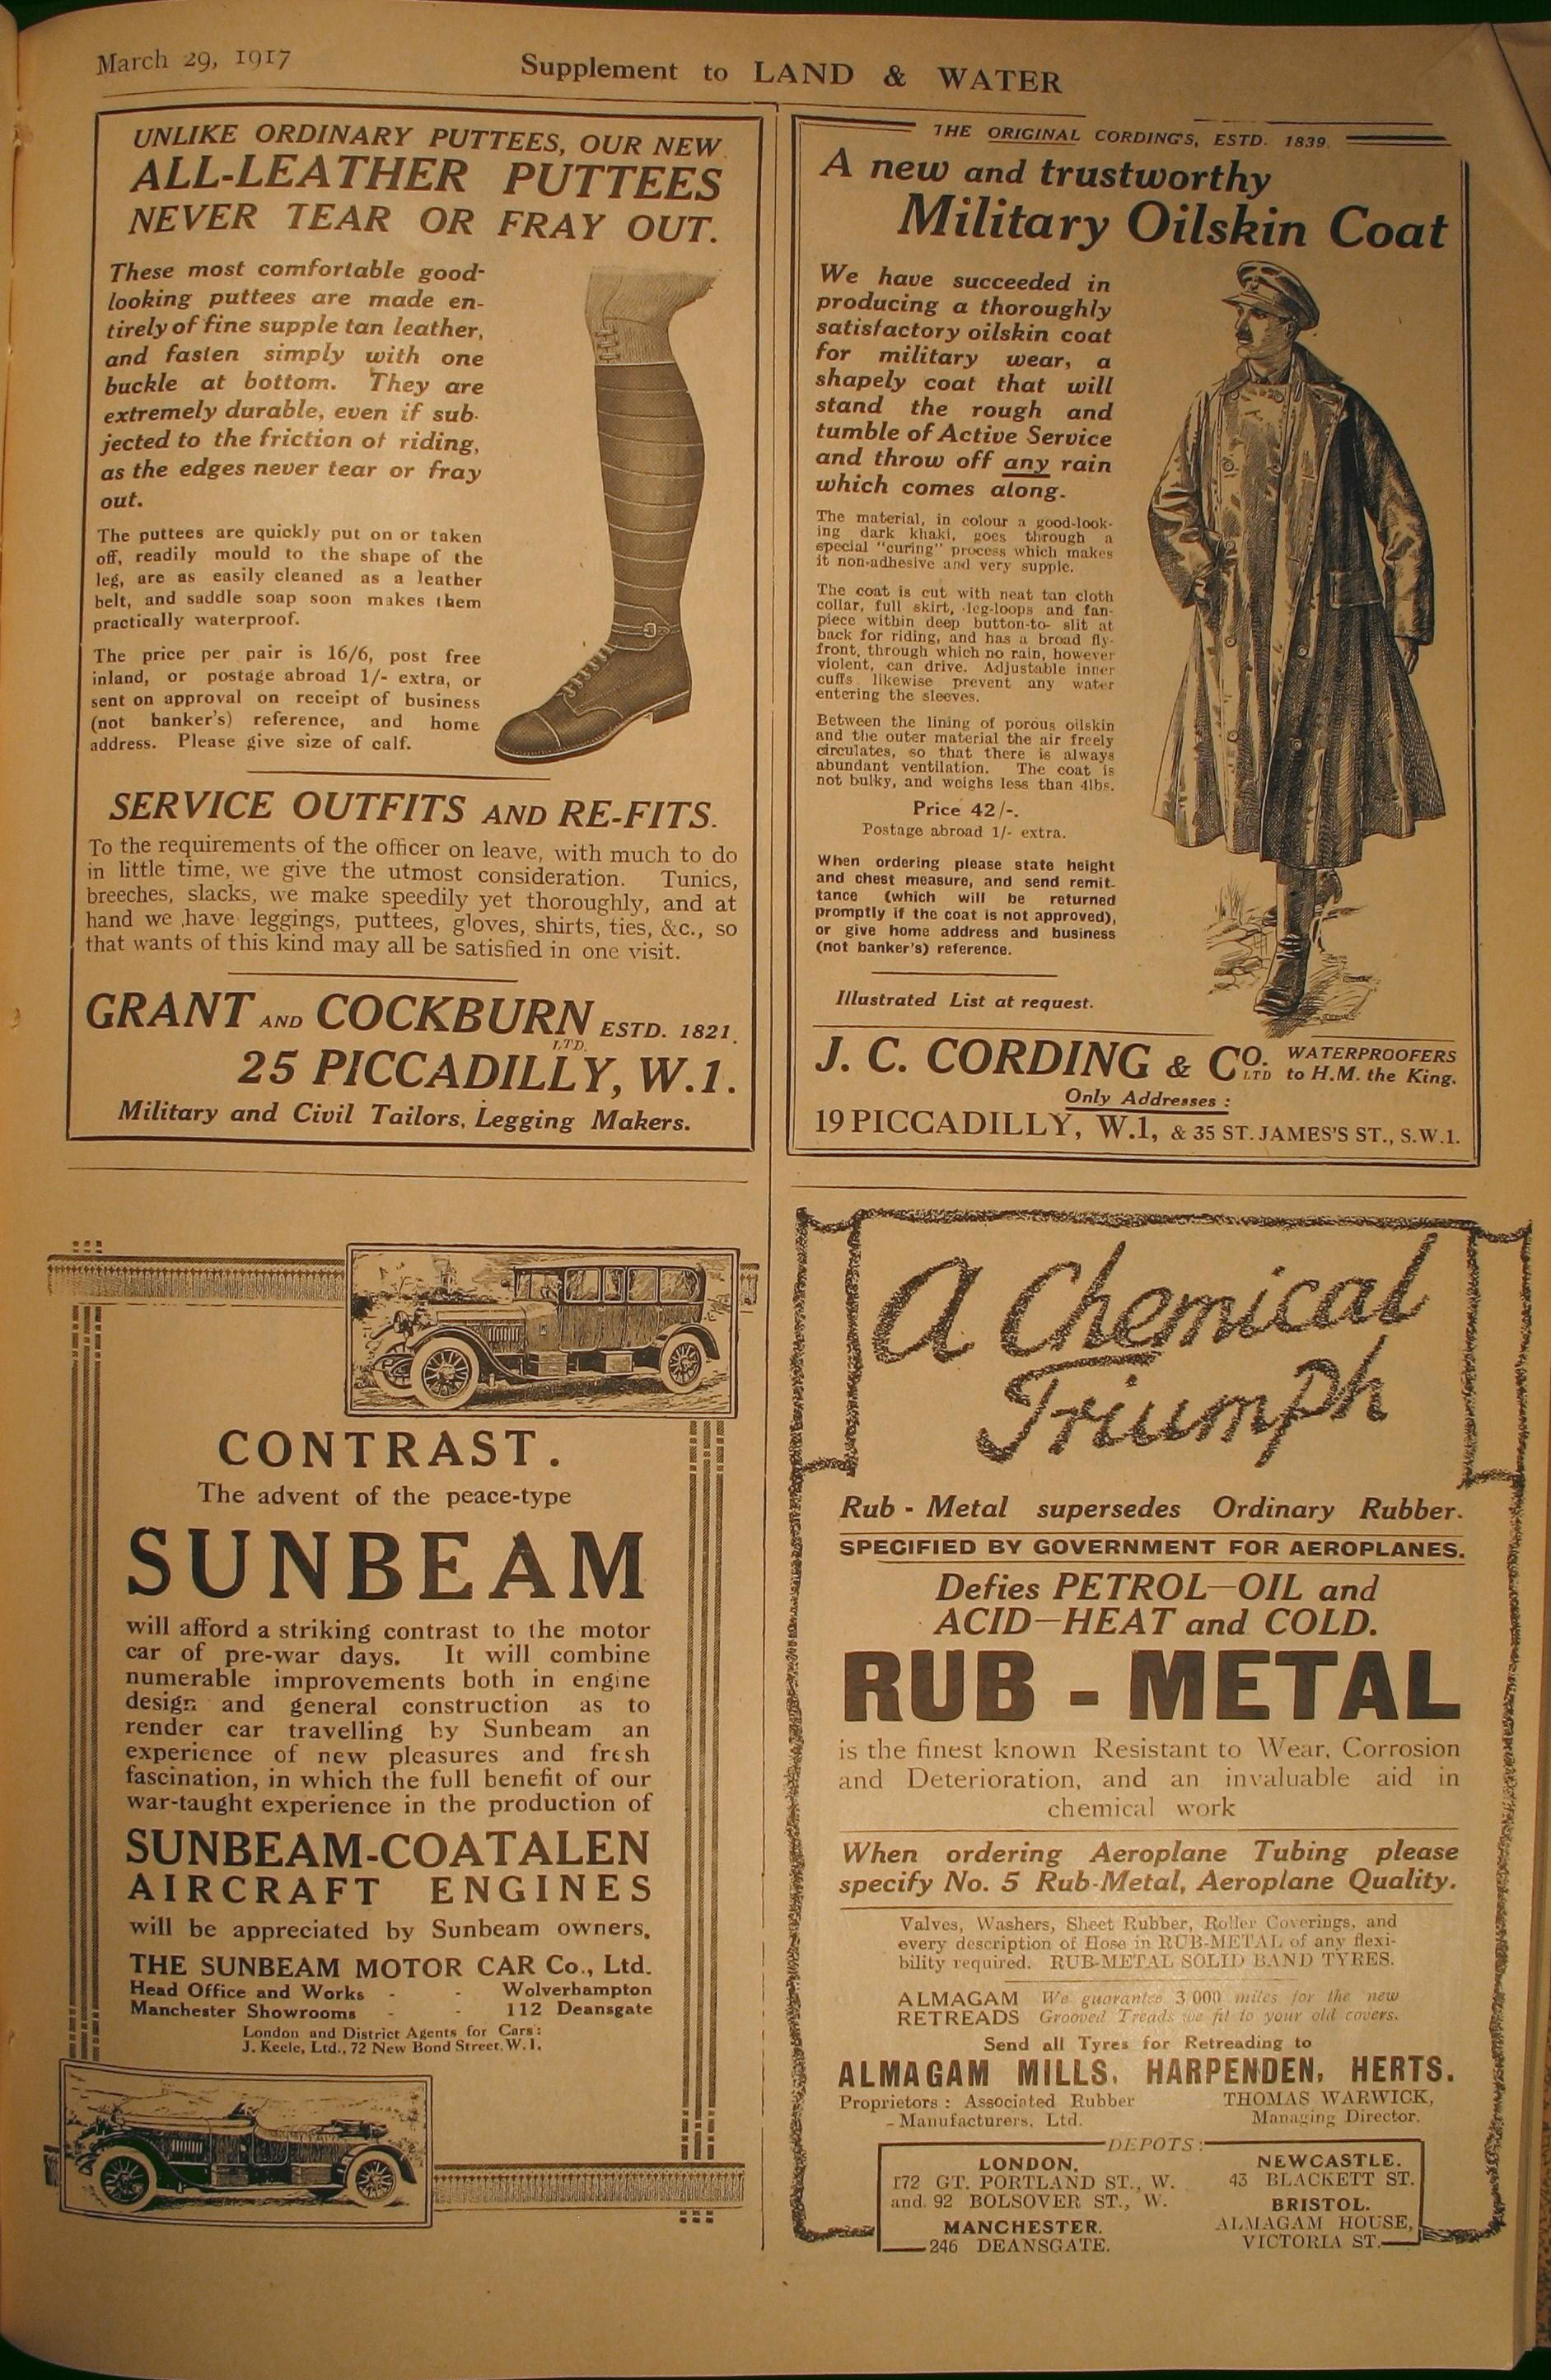 March 29, 1917
Supplement to LAND & WATER
UNLIKE ORDINARY PUTTEES, OUR NEW
ALL-LEATHER PUTTEES
NEVER TEAR OR FRAY OUT.
These most comfortable good-
looking puttees are made en-
tirely of fine supple tan leather,
and fasten simply with one
buckle at bottom. They are
extremely durable, even if sub-
jected to the friction of riding,
as the edges never tear or fray
out.
The puttees are quickly put on or taken
off, readily mould to the shape of the
leg, are as easily cleaned as a leather
belt, and saddle soap soon makes them
practically waterproof.
The price per pair is 16/6, post free
inland, or postage abroad 1/- extra, or
sent on approval on receipt of business
(not banker's) reference, and home
address. Please give size of calf.
SERVICE OUTFITS AND RE-FITS.
To the requirements of the officer on leave, with much to do
in little time, we give the utmost consideration. Tunics,
breeches, slacks, we make speedily yet thoroughly, and at
hand we have leggings, puttees, gloves, shirts, ties, &c., so
that wants of this kind may all be satisfied in one visit.
GRANT AND COCKBURN ESTD. 1821.
LTD.
25 PICCADILLY, W.1.
Military and Civil Tailors, Legging Makers.
THE ORIGINAL CORDING'S, ESTD. 1839.
A new and trustworthy
Military Oilskin Coat
We have succeeded in
producing a thoroughly
satisfactory oilskin coat
for military wear, a
shapely coat that will
stand the rough and
tumble of Active Service
and throw off any rain
which comes along.
The material, in colour a good-look-
ing dark khaki, goes through a
special "curing" process which makes
it non-adhesive and very supple.
The coat is cut with neat tan cloth
collar, full skirt, leg-loops and fan-
piece within deep button-to- slit at
back for riding, and has a broad fly-
front, through which no rain, however
violent, can drive. Adjustable inner
cuffs likewise prevent any water
entering the sleeves.
Between the lining of porous oilskin
and the outer material the air freely
circulates, so that there is always
abundant ventilation. The coat is
not bulky, and weighs less than 4lbs.
Price 42/-.
Postage abroad 1/- extra.
When ordering please state height
and chest measure, and send remit-
tance (which will be returned
promptly if the coat is not approved),
or give home address and business
(not banker's) reference.
Illustrated List at request.
J. C. CORDING & CO. LTD WATERPROOFERS
to H.M. the King.
Only Addresses :
19 PICCADILLY, W.1, & 35 ST. JAMES'S ST., S.W.1.
CONTRAST.
The advent of the peace-type
SUNBEAM
will afford a striking contrast to the motor
car of pre-war days. It will combine
numerable improvements both in engine
design and general construction as to
render car travelling by Sunbeam an
experience of new pleasures and fresh
fascination, in which the full benefit of our
war-taught experience in the production of
SUNBEAM-COATALEN
AIRCRAFT ENGINES
will be appreciated by Sunbeam owners.
THE SUNBEAM MOTOR CAR Co., Ltd.
Head Office and Works - - Wolverhampton
Manchester Showrooms - - 112 Deansgate
London and District Agents for Cars:
J. Keele, Ltd., 72 New Bond Street. W.1.
A Chemical
Triumph
Rub - Metal supersedes Ordinary Rubber.
SPECIFIED BY GOVERNMENT FOR AEROPLANES.
Defies PETROL—OIL and
ACID—HEAT and COLD.
RUB - METAL
is the finest known Resistant to Wear, Corrosion
and Deterioration, and an invaluable aid in
chemical work
When ordering Aeroplane Tubing please
specify No. 5 Rub-Metal, Aeroplane Quality.
Valves, Washers, Sheet Rubber, Roller Coverings, and
every description of Hose in RUB-METAL of any flexi-
bility required. RUB-METAL SOLID BAND TYRES.
ALMAGAM We guarantee 3,000 miles for the new
RETREADS Grooved Treads we fit to your old covers.
Send all Tyres for Retreading to
ALMAGAM MILLS, HARPENDEN, HERTS.
Proprietors : Associated Rubber
- Manufacturers, Ltd.
THOMAS WARWICK,
Managing Director.
DEPOTS:
LONDON,
172 GT. PORTLAND ST., W.
and 92 BOLSOVER ST., W.
MANCHESTER.
246 DEANSGATE.
NEWCASTLE.
43 BLACKETT ST.
BRISTOL.
ALMAGAM HOUSE,
VICTORIA ST.